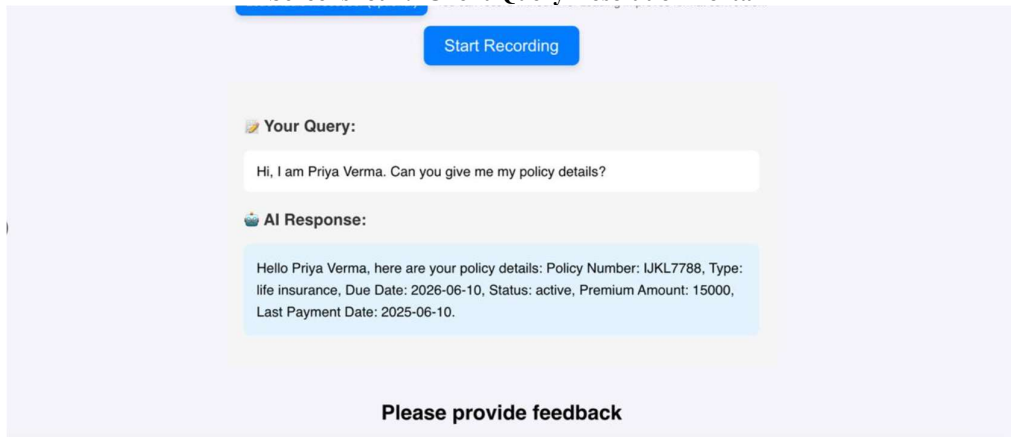 Start Recording
Your Query:
Hi, I am Priya Verma. Can you give me my policy details?
AI Response:
Hello Priya Verma, here are your policy details: Policy Number: IJKL7788, Type:
life insurance, Due Date: 2026-06-10, Status: active, Premium Amount: 15000,
Last Payment Date: 2025-06-10.
Please provide feedback